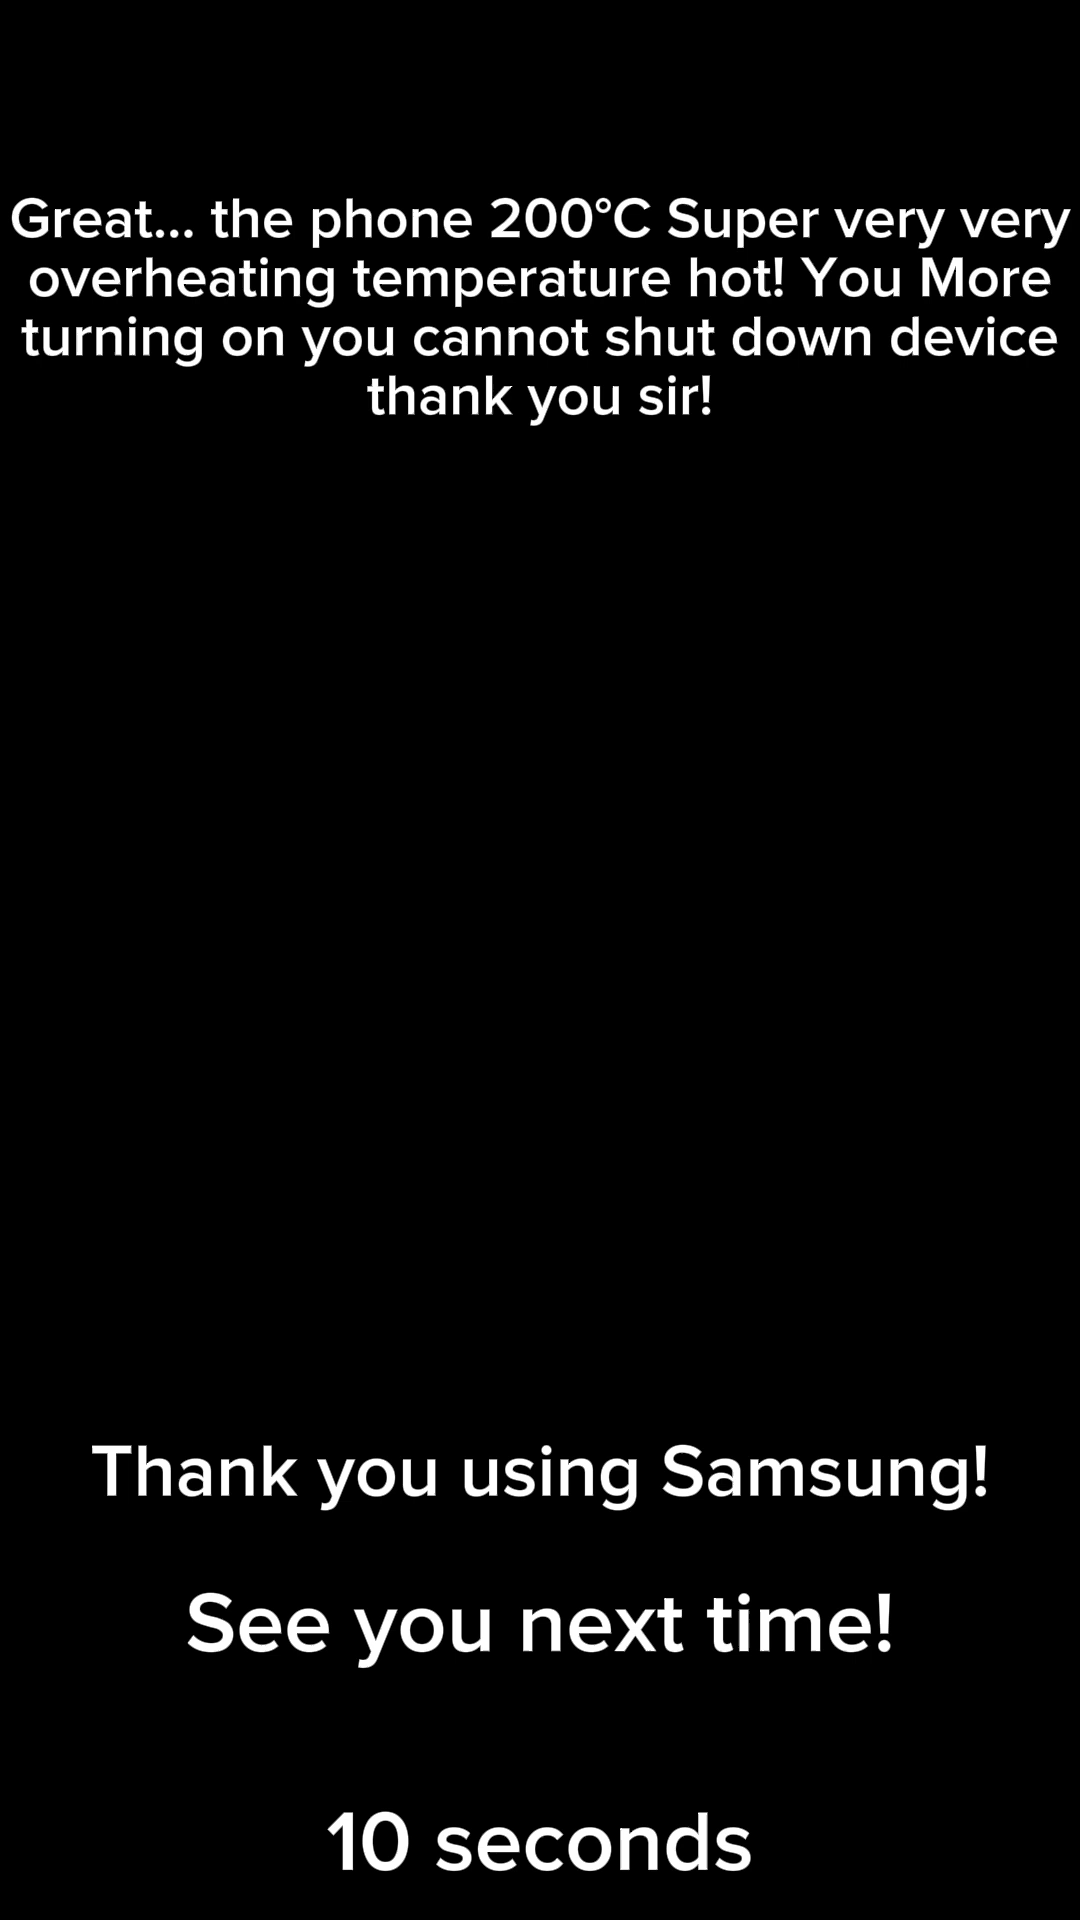 Great... the phone 200°C Super very very
overheating temperature hot! You More
turning on you cannot shut down device
thank you sir!
Thank you using Samsung!
See you next time!
10 seconds